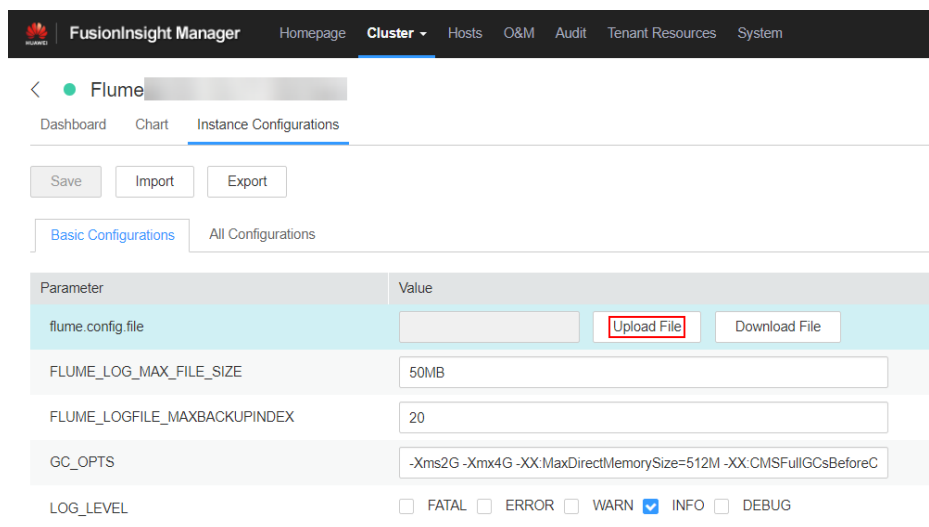 HUAWEI FusionInsight Manager Homepage Cluster Hosts O&M Audit Tenant Resources System
Flume
Dashboard Chart Instance Configurations
Save Import Export
Basic Configurations All Configurations
Parameter Value
flume.config.file Upload File Download File
FLUME_LOG_MAX_FILE_SIZE 50MB
FLUME_LOGFILE_MAXBACKUPINDEX 20
GC_OPTS -Xms2G -Xmx4G -XX:MaxDirectMemorySize=512M -XX:CMSFullGCsBeforeC
LOG_LEVEL FATAL ERROR WARN INFO DEBUG